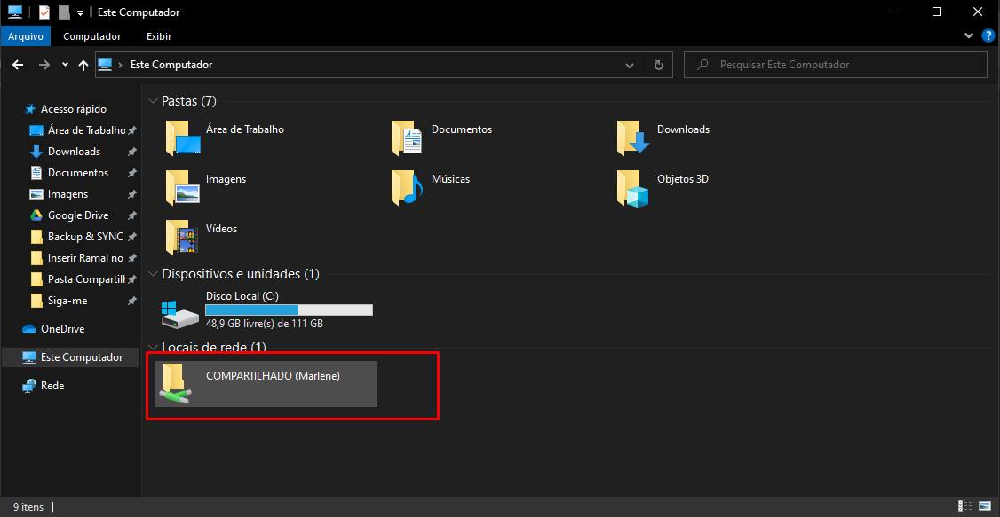 Este Computador
Arquivo Computador Exibir
?
Este Computador
Pesquisar Este Computador
Acesso rápido
Área de Trabalho
Downloads
Documentos
Imagens
Google Drive
Backup & SYNC
Inserir Ramal no
Pasta Compartill
Siga-me
OneDrive
Este Computador
Rede
Pastas (7)
Área de Trabalho
Documentos
Downloads
Imagens
Músicas
Objetos 3D
Vídeos
Dispositivos e unidades (1)
Disco Local (C:)
48,9 GB livre(s) de 111 GB
Locais de rede (1)
COMPARTILHADO (Marlene)
9 itens